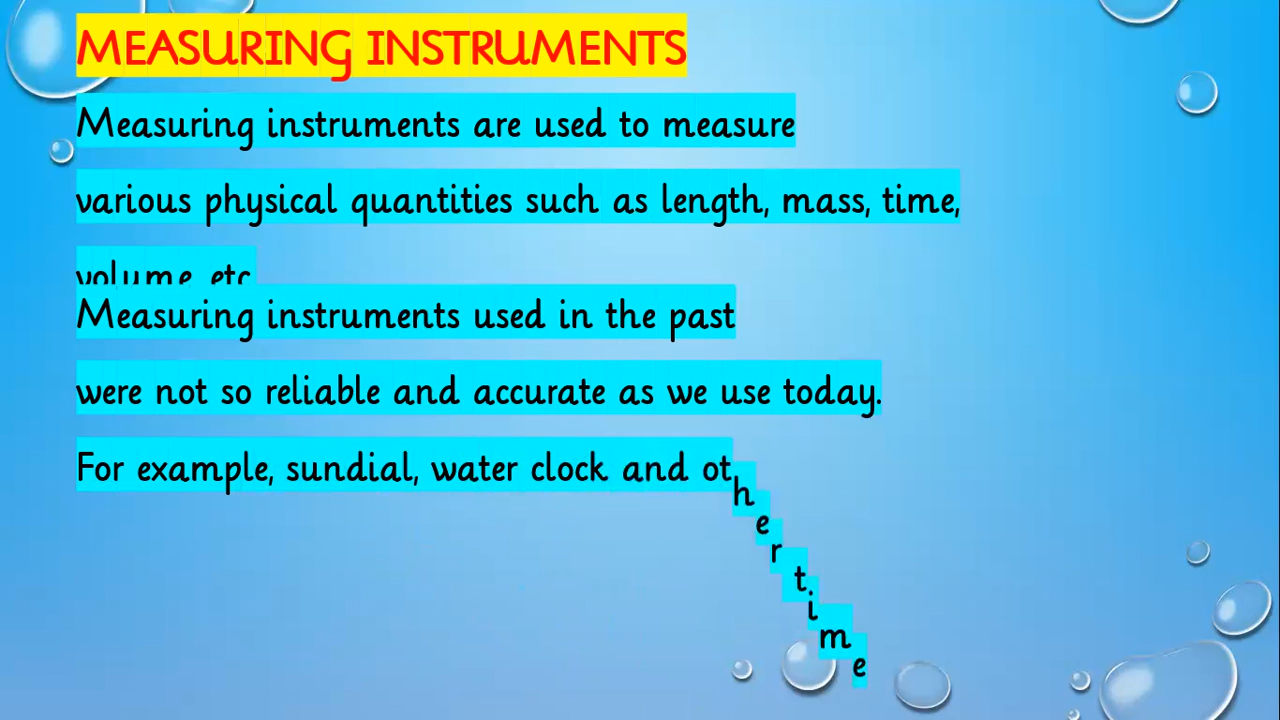 MEASURING INSTRUMENTS
Measuring instruments are used to measure
various physical quantities such as length, mass, time,
volume etc
Measuring instruments used in the past
were not so reliable and accurate as we use today.
For example, sundial, water clock and other time